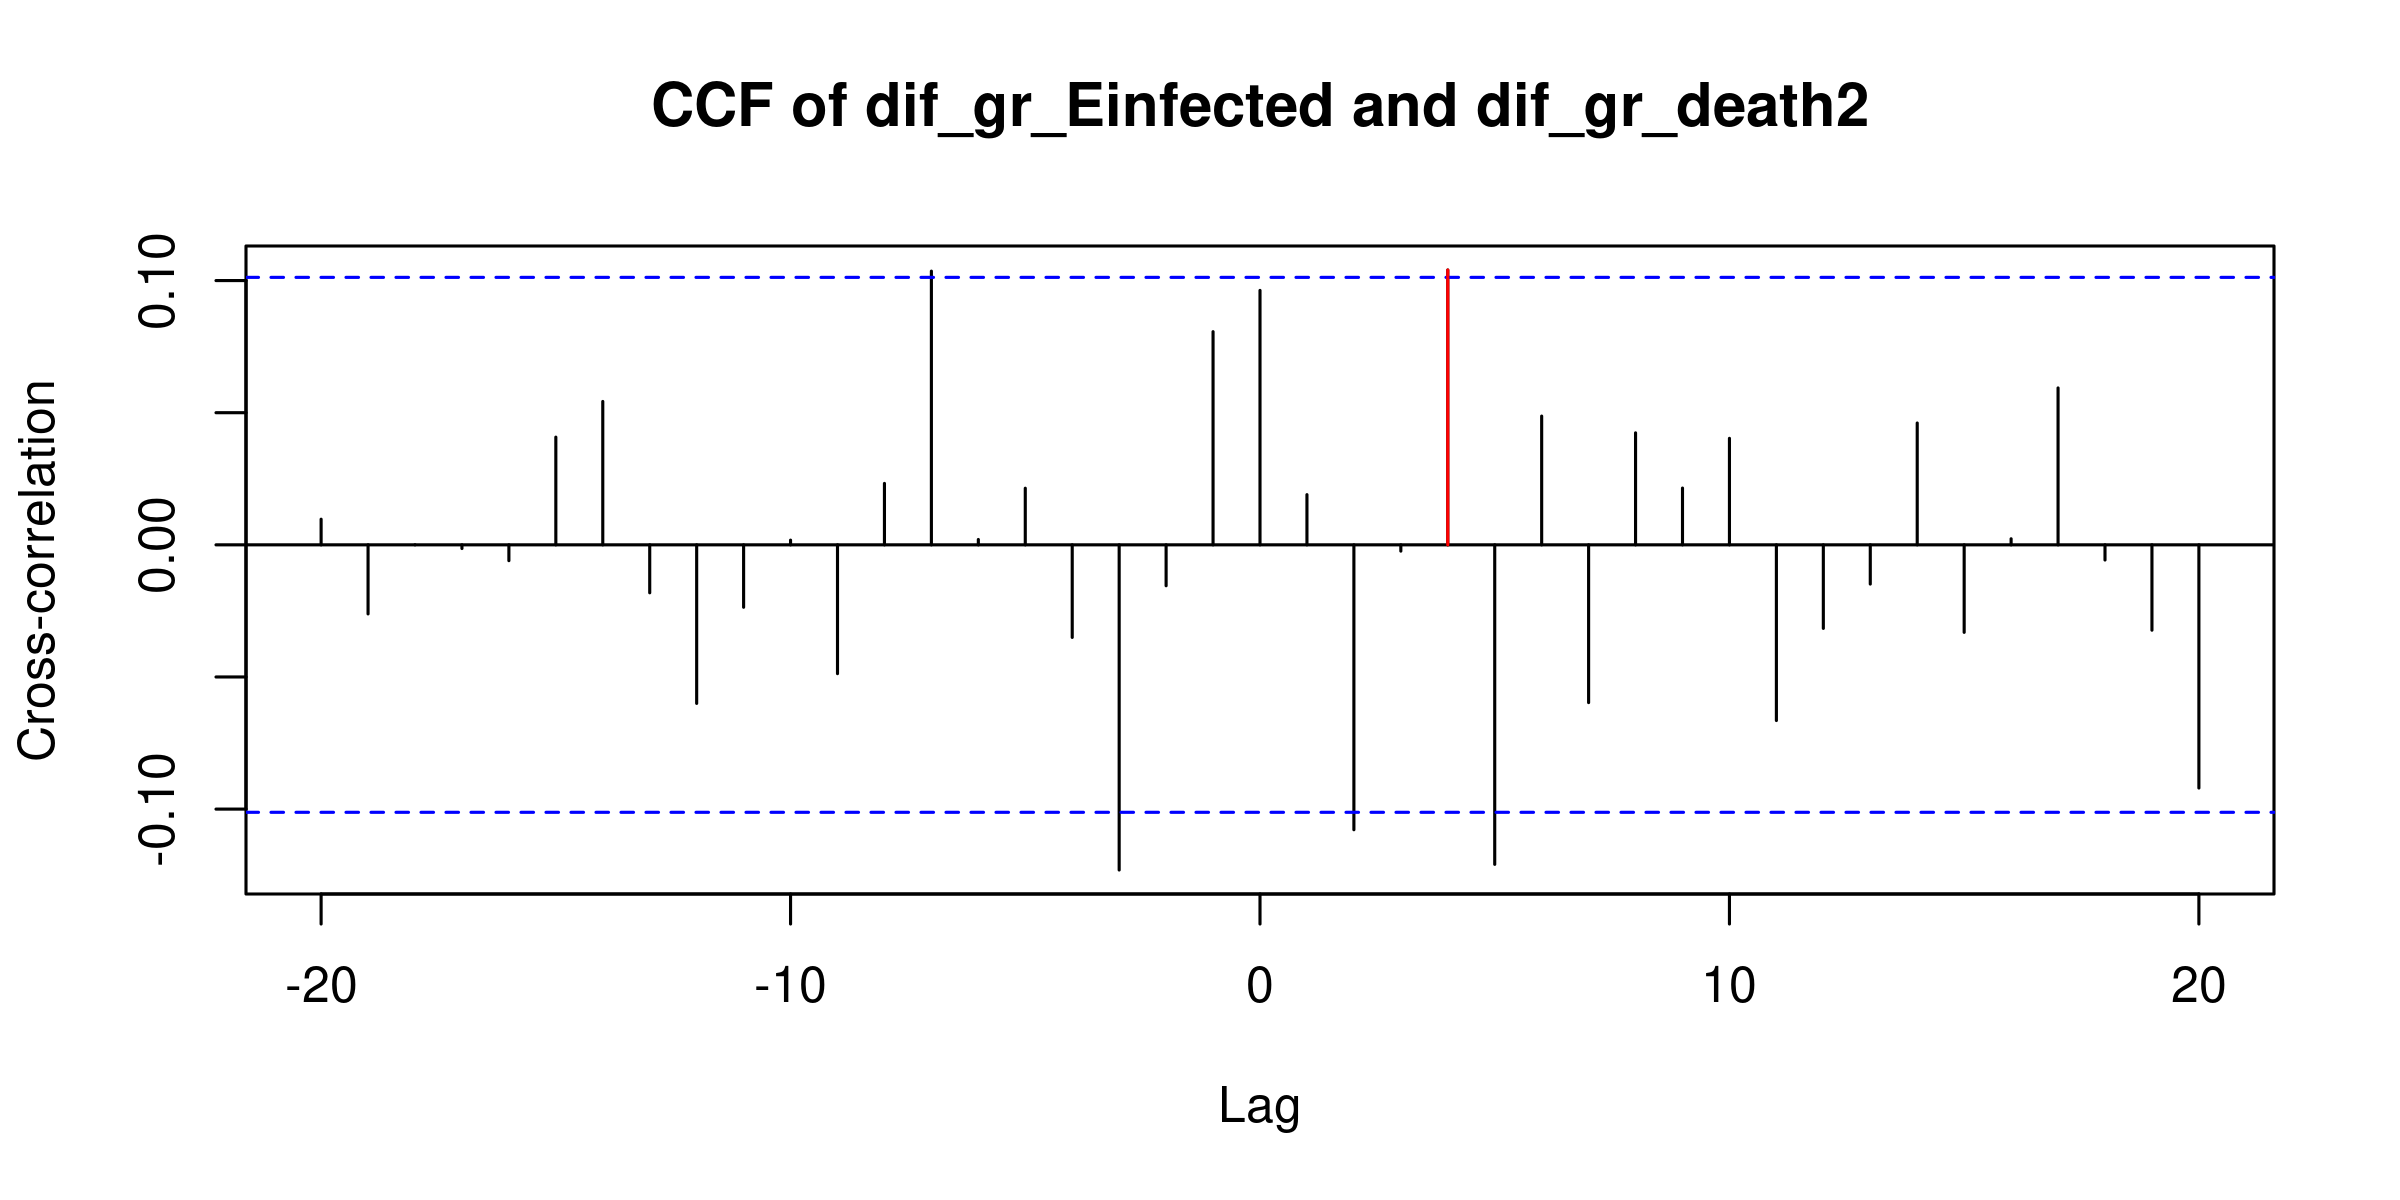 CCF of dif_gr_Einfected and dif_gr_death2
0.10
0.00
-0.10
Cross-correlation
-20 -10 0 10 20
Lag